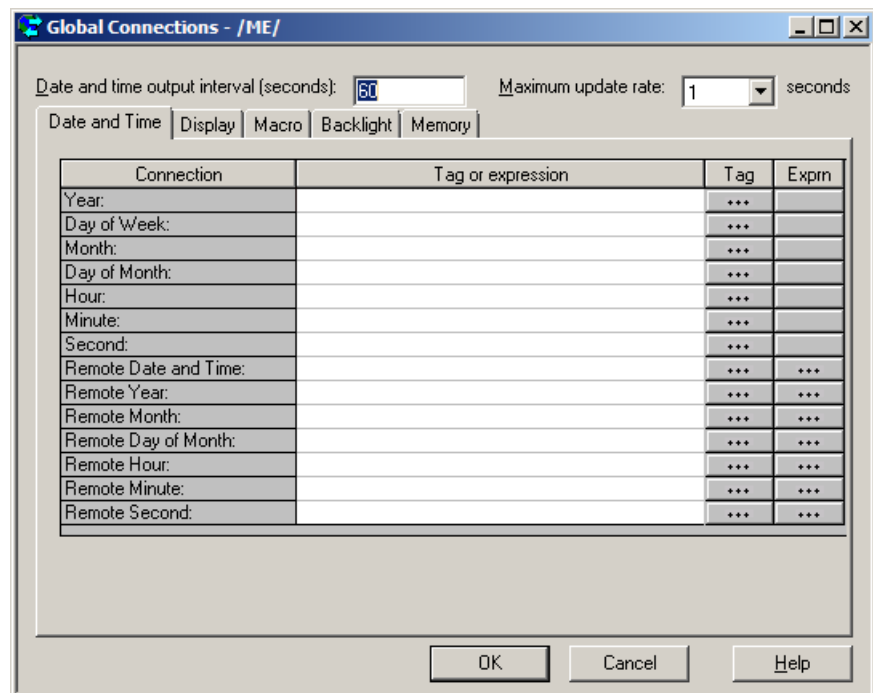 Global Connections - /ME/
Date and time output interval (seconds): 60 Maximum update rate: 1 seconds
Date and Time Display Macro Backlight Memory
Connection Tag or expression Tag Exprn
Year: ...
Day of Week: ...
Month: ...
Day of Month: ...
Hour: ...
Minute: ...
Second: ...
Remote Date and Time: ... ...
Remote Year: ... ...
Remote Month: ... ...
Remote Day of Month: ... ...
Remote Hour: ... ...
Remote Minute: ... ...
Remote Second: ... ...
OK Cancel Help